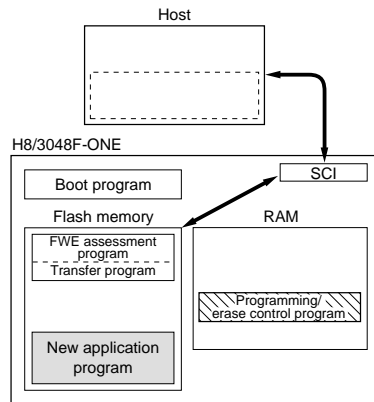 Host
H8/3048F-ONE
SCI
Boot program
Flash memory
RAM
FWE assessment
program
Transfer program
Programming/
erase control program
New application
program